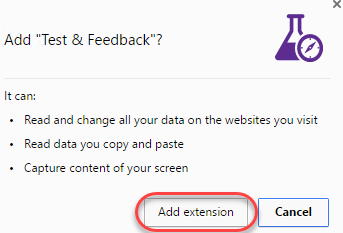 Add "Test & Feedback"?
It can:
• Read and change all your data on the websites you visit
• Read data you copy and paste
• Capture content of your screen
Add extension Cancel